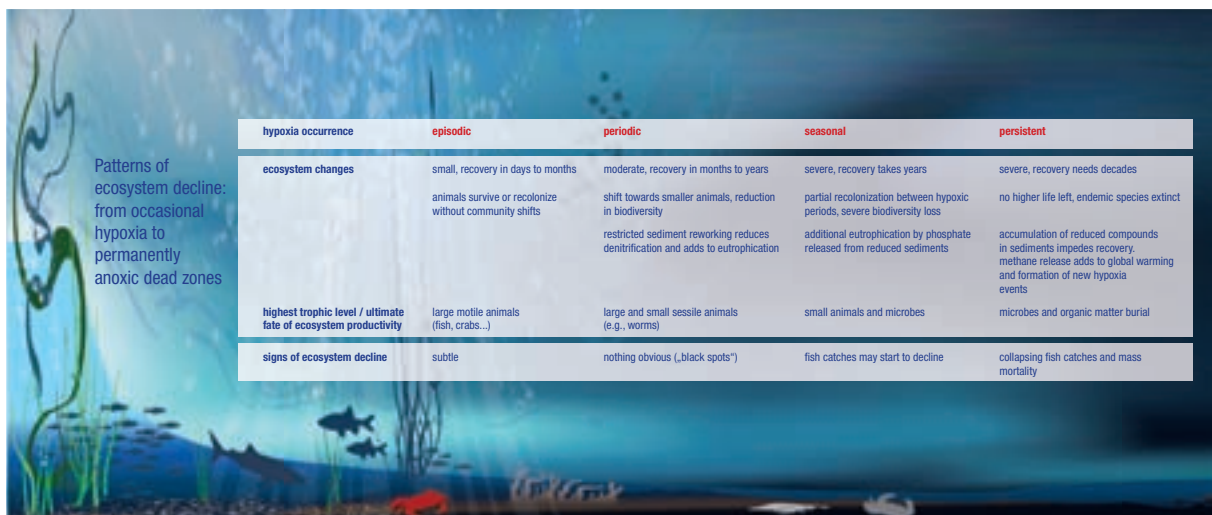 Patterns of
ecosystem decline:
from occasional
hypoxia to
permanently
anoxic dead zones
hypoxia occurrence episodic periodic seasonal persistent
ecosystem changes
small, recovery in days to months
moderate, recovery in months to years
severe, recovery takes years
severe, recovery needs decades
animals survive or recolonize
without community shifts
shift towards smaller animals, reduction
in biodiversity
partial recolonization between hypoxic
periods, severe biodiversity loss
no higher life left, endemic species extinct
restricted sediment reworking reduces
denitrification and adds to eutrophication
additional eutrophication by phosphate
released from reduced sediments
accumulation of reduced compounds
in sediments impedes recovery.
methane release adds to global warming
and formation of new hypoxia
events
highest trophic level / ultimate
fate of ecosystem productivity
large motile animals
(fish, crabs...)
large and small sessile animals
(e.g., worms)
small animals and microbes
microbes and organic matter burial
signs of ecosystem decline
subtle
nothing obvious („black spots“)
fish catches may start to decline
collapsing fish catches and mass
mortality